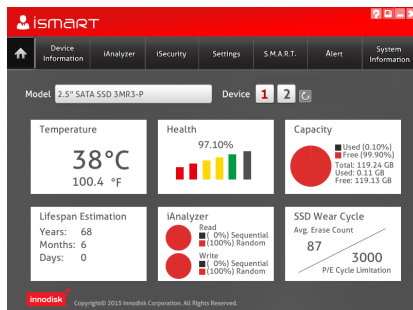 ismart
Device Information
iAnalyzer
iSecurity
Settings
S.M.A.R.T.
Alert
System Information
Model 2.5" SATA SSD 3MR3-P
Device 1 2
Temperature
38°C
100.4 °F
Health
97.10%
Capacity
Used (0.10%)
Free (99.90%)
Total: 119.24 GB
Used: 0.11 GB
Free: 119.13 GB
Lifespan Estimation
Years: 68
Months: 6
Days: 0
iAnalyzer
Read
( 0%) Sequential
(100%) Random
Write
( 0%) Sequential
(100%) Random
SSD Wear Cycle
Avg. Erase Count
87
3000
P/E Cycle Limitation
innodisk
Copyright© 2015 Innodisk Corporation. All Rights Reserved.